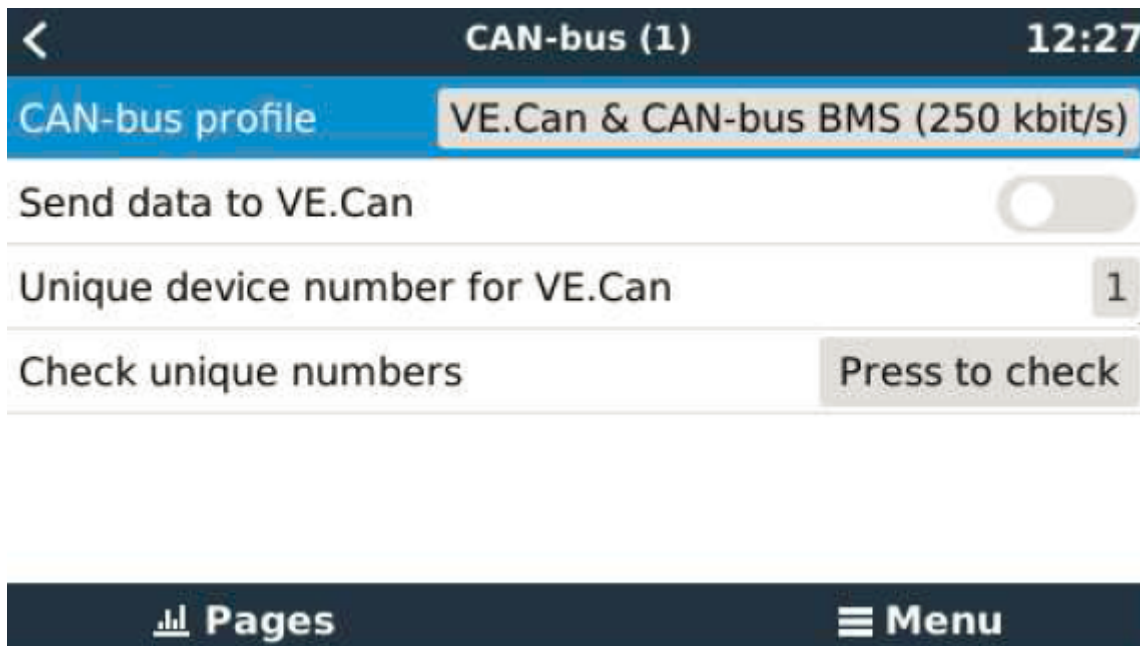 CAN-bus (1) 12:27
CAN-bus profile VE.Can & CAN-bus BMS (250 kbit/s)
Send data to VE.Can
Unique device number for VE.Can 1
Check unique numbers Press to check
Pages Menu